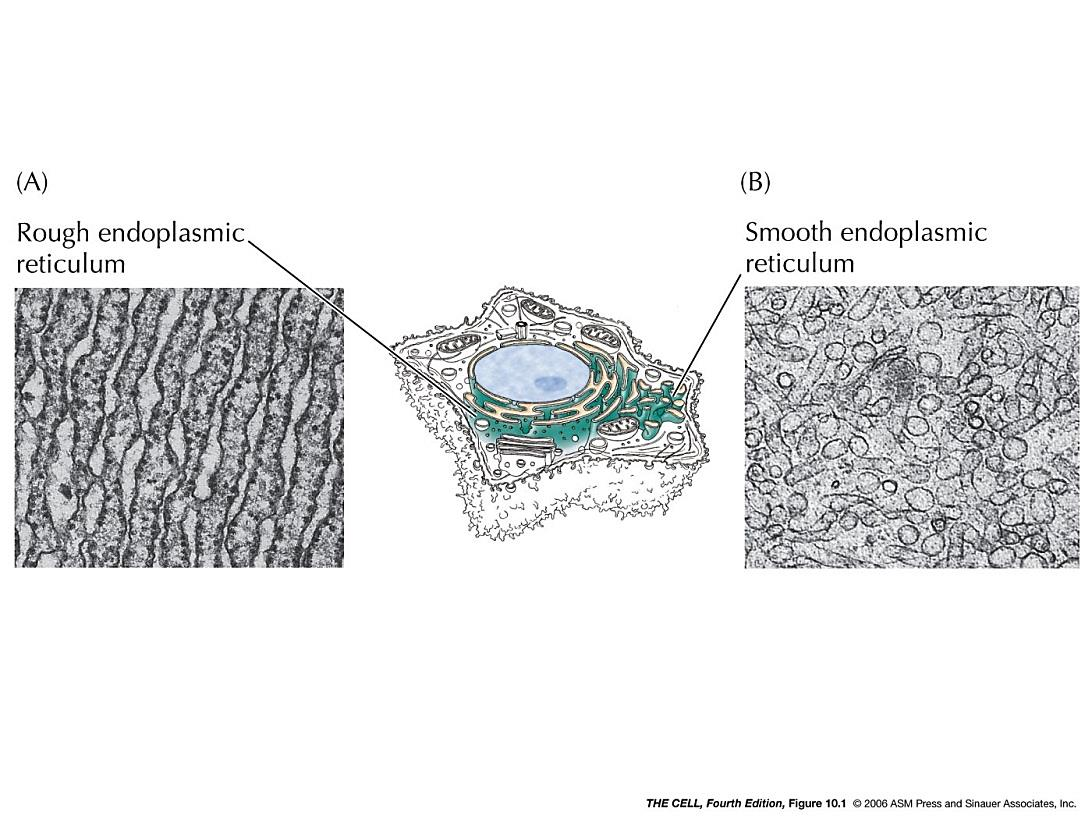 (A)
Rough endoplasmic
reticulum
(B)
Smooth endoplasmic
reticulum
THE CELL, Fourth Edition, Figure 10.1 © 2006 ASM Press and Sinauer Associates, Inc.